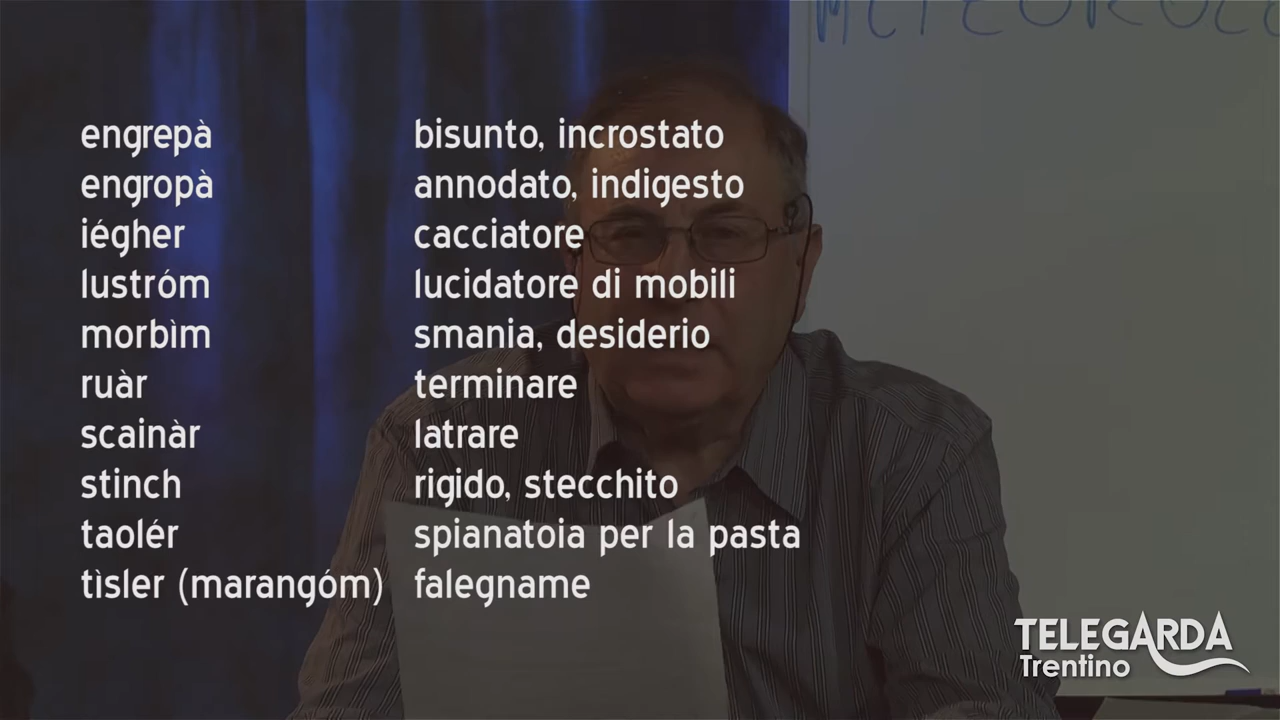 METEOROLO
engrepà bisunto, incrostato
engropà annodato, indigesto
iégher cacciatore
lustróm lucidatore di mobili
morbìm smania, desiderio
ruàr terminare
scainàr latrare
stinch rigido, stecchito
taolér spianatoia per la pasta
tìsler (marangóm) falegname
TELEGARDA
Trentino